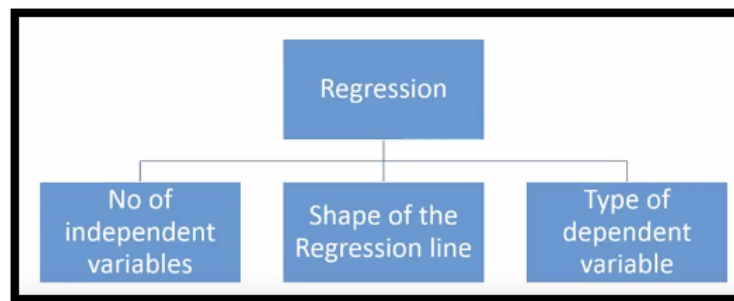 Regression
No of
independent
variables
Shape of the
Regression line
Type of
dependent
variable